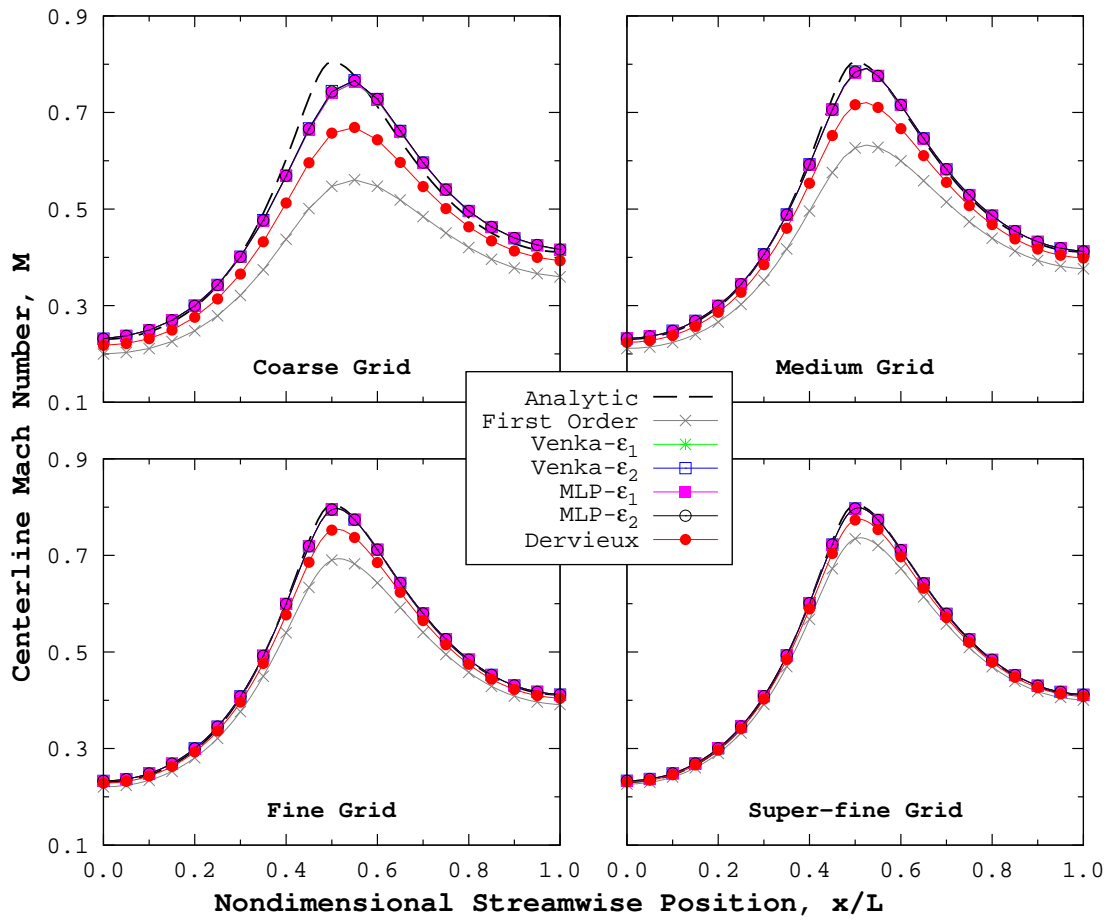 0.9
0.7
0.5
0.3
0.1
Coarse Grid
Medium Grid
Centerline Mach Number, M
Analytic
First Order
Venka-ε1
Venka-ε2
MLP-ε1
MLP-ε2
Dervieux
0.9
0.7
0.5
0.3
0.1
Fine Grid
Super-fine Grid
0.0 0.2 0.4 0.6 0.8 1.0
0.0 0.2 0.4 0.6 0.8 1.0
Nondimensional Streamwise Position, x/L